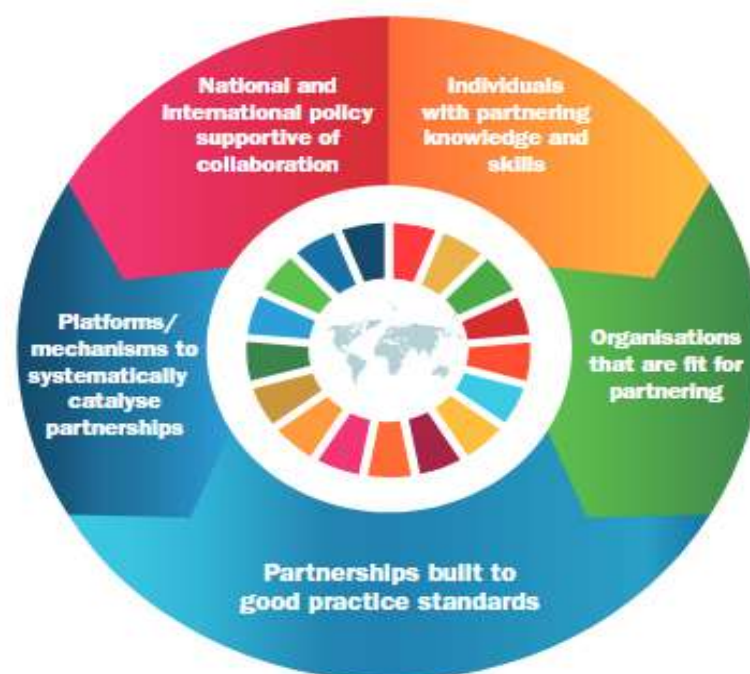 National and
international policy
supportive of
collaboration
Individuals
with partnering
knowledge and
skills
Organisations
that are fit for
partnering
Partnerships built to
good practice standards
Platforms/
mechanisms to
systematically
catalyse
partnerships